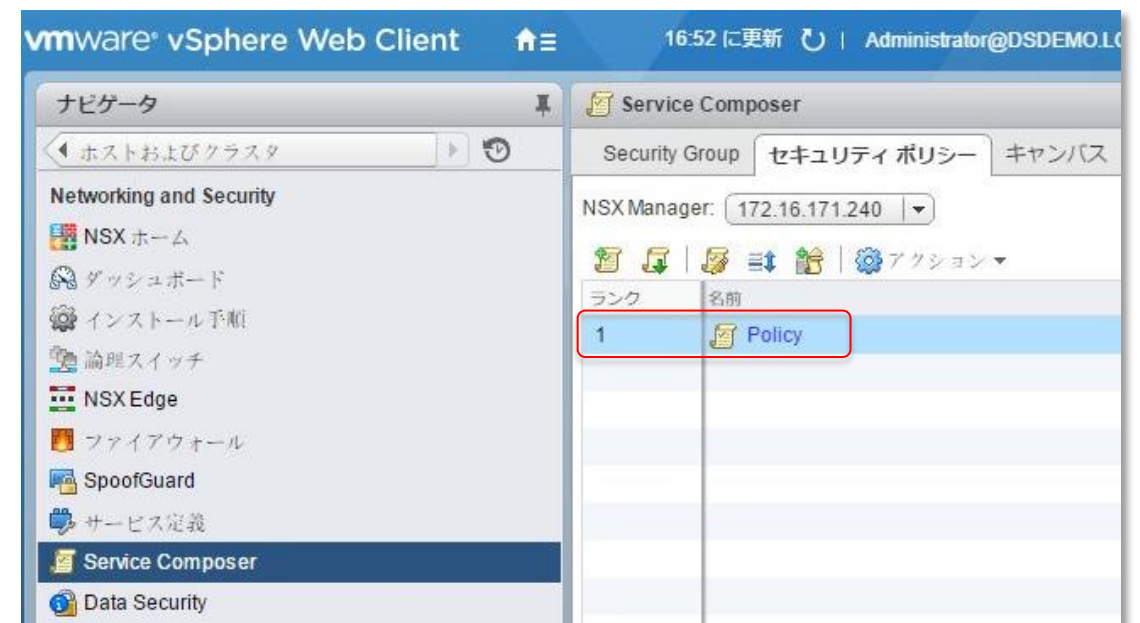 vmware® vSphere Web Client
16:52 に更新 | Administrator@DSDEMO.L
ナビゲータ
ホストおよびクラスタ
Networking and Security
NSX ホーム
ダッシュボード
インストール手順
論理スイッチ
NSX Edge
ファイアウォール
SpoofGuard
サービス定義
Service Composer
Data Security
Service Composer
Security Group セキュリティ ポリシー キャンバス
NSX Manager: 172.16.171.240
アクション
ランク 名前
1 Policy